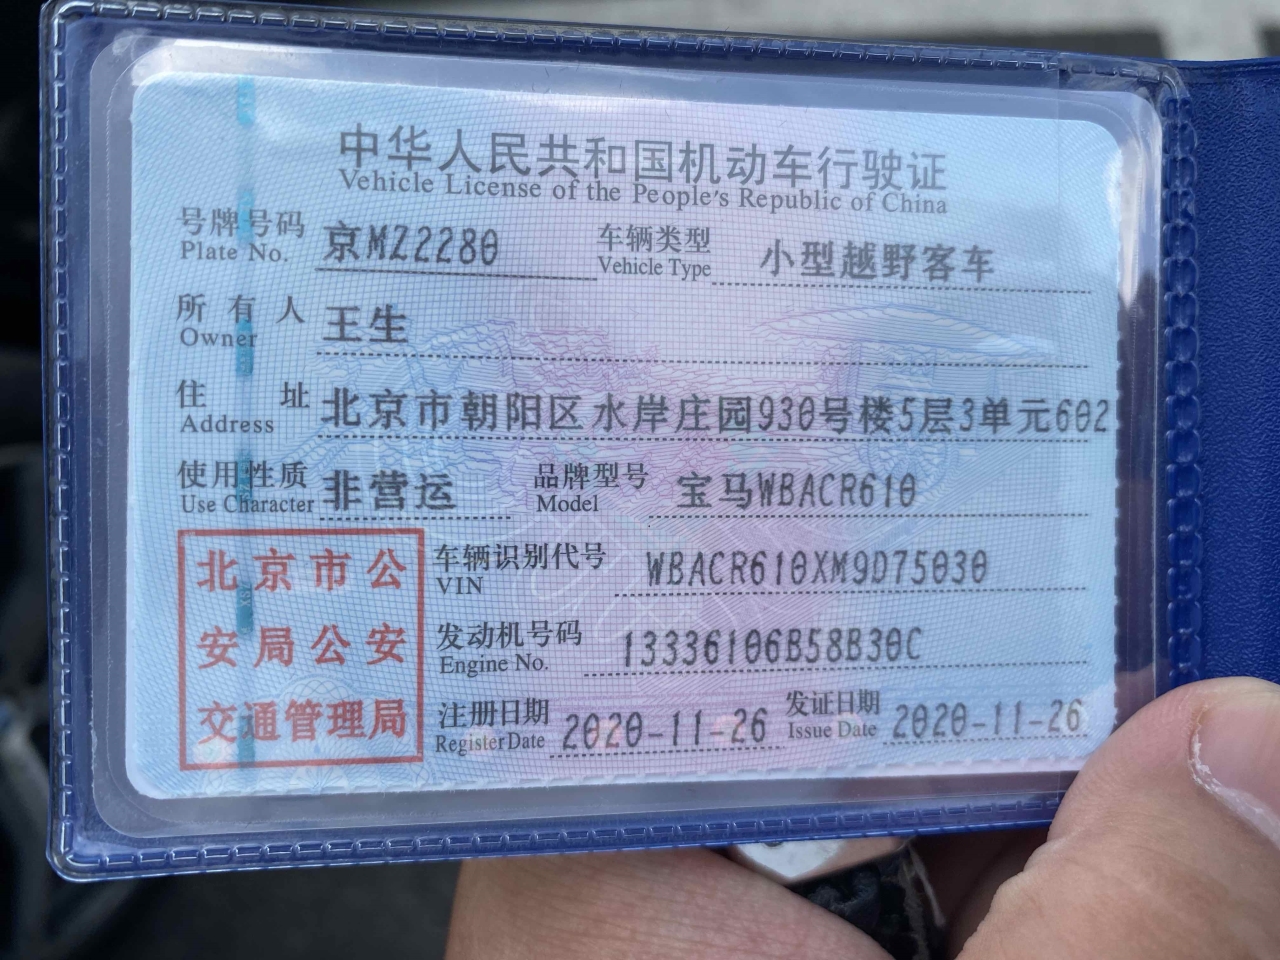 中华人民共和国机动车行驶证
Vehicle License of the People's Republic of China
号牌号码 京MZ2280 车辆类型 小型越野客车
Plate No. Vehicle Type
所有人 王生
Owner
住址 北京市朝阳区水岸庄园930号楼5层3单元602
Address
使用性质 非营运 品牌型号 宝马WBACR610
Use Character Model
北京市公
安局公安
交通管理局
车辆识别代号 WBACR610XM9D75030
VIN
发动机号码 13336106B58B30C
Engine No.
注册日期 2020-11-26 发证日期 2020-11-26
Register Date Issue Date